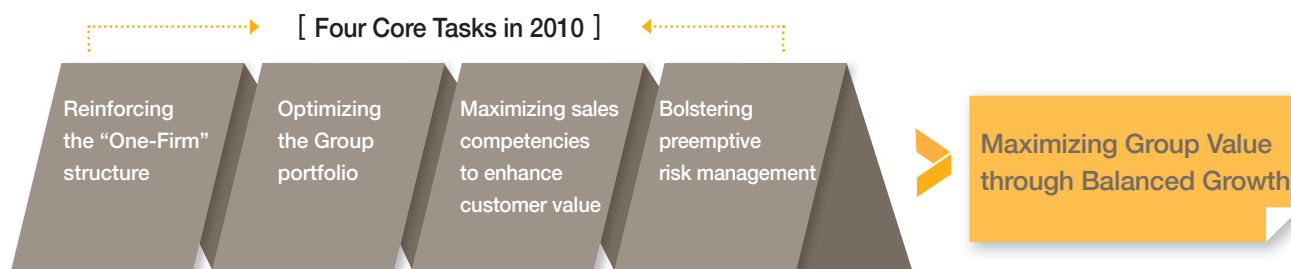 [ Four Core Tasks in 2010 ]
Reinforcing
the “One-Firm”
structure
Optimizing
the Group
portfolio
Maximizing sales
competencies
to enhance
customer value
Bolstering
preemptive
risk management
Maximizing Group Value
through Balanced Growth